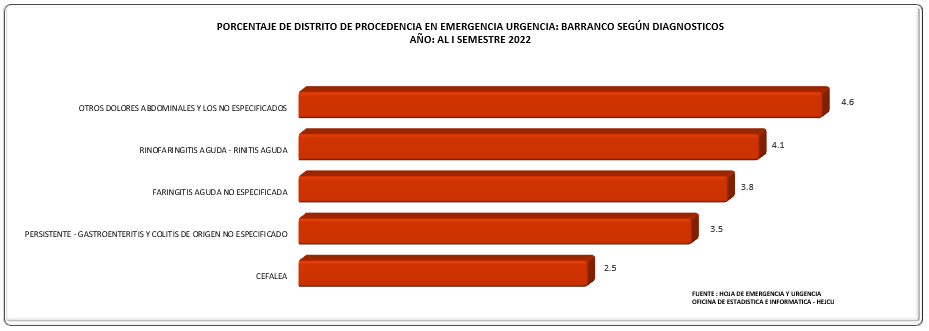 PORCENTAJE DE DISTRITO DE PROCEDENCIA EN EMERGENCIA URGENCIA: BARRANCO SEGÚN DIAGNOSTICOS
AÑO: AL I SEMESTRE 2022
OTROS DOLORES ABDOMINALES Y LOS NO ESPECIFICADOS 4.6
RINOFARINGITIS AGUDA - RINITIS AGUDA 4.1
FARINGITIS AGUDA NO ESPECIFICADA 3.8
PERSISTENTE - GASTROENTERITIS Y COLITIS DE ORIGEN NO ESPECIFICADO 3.5
CEFALEA 2.5
FUENTE : HOJA DE EMERGENCIA Y URGENCIA
OFICINA DE ESTADISTICA E INFORMATICA - HEJCU